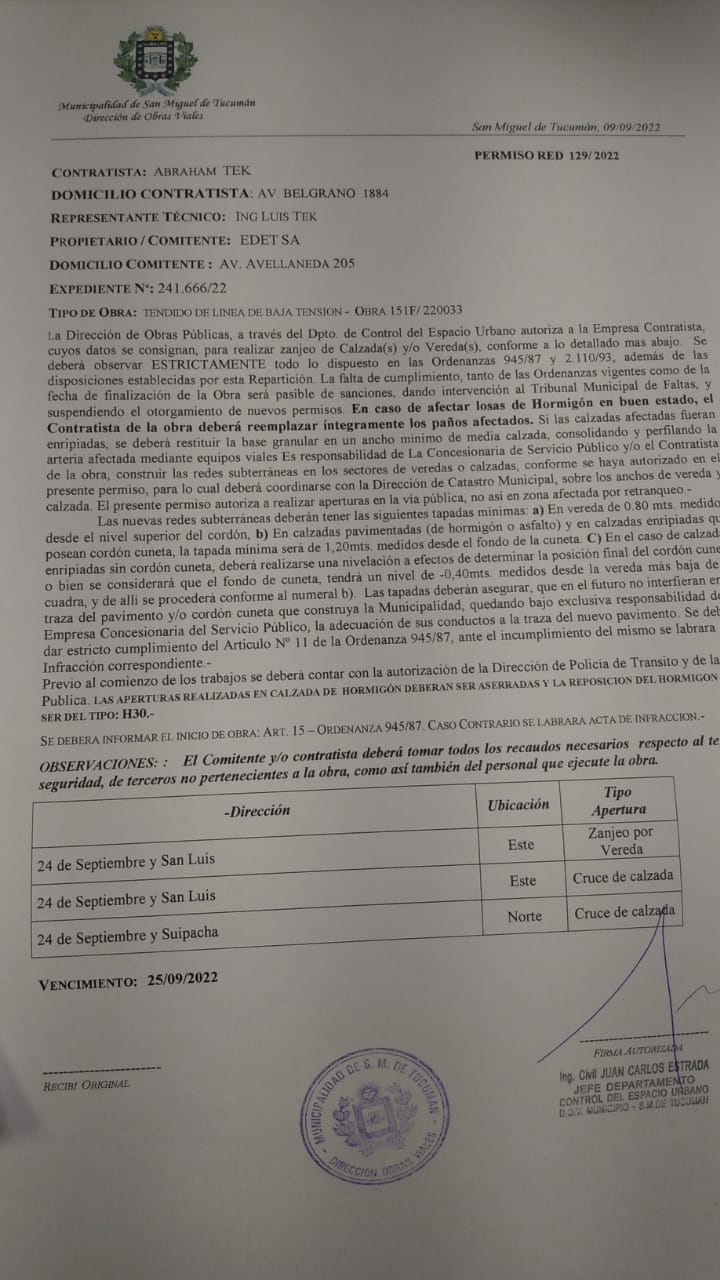 Municipalidad de San Miguel de Tucumán
Dirección de Obras Viales
San Miguel de Tucumán, 09/09/2022
PERMISO RED 129/2022
CONTRATISTA: ABRAHAM TEK
DOMICILIO CONTRATISTA: AV. BELGRANO 1884
REPRESENTANTE TÉCNICO: ING LUIS TEK
PROPIETARIO / COMITENTE: EDET SA
DOMICILIO COMITENTE : AV. AVELLANEDA 205
EXPEDIENTE Nº: 241.666/22
TIPO DE OBRA: TENDIDO DE LINEA DE BAJA TENSION – OBRA 151F/ 220033
La Dirección de Obras Públicas, a través del Dpto. de Control del Espacio Urbano autoriza a la Empresa Contratista,
cuyos datos se consignan, para realizar zanjeo de Calzada(s) y/o Vereda(s), conforme a lo detallado mas abajo. Se
deberá observar ESTRICTAMENTE todo lo dispuesto en las Ordenanzas 945/87 y 2.110/93, además de las
disposiciones establecidas por esta Repartición. La falta de cumplimiento, tanto de las Ordenanzas vigentes como de la
fecha de finalización de la Obra será pasible de sanciones, dando intervención al Tribunal Municipal de Faltas, y
suspendiendo el otorgamiento de nuevos permisos. En caso de afectar losas de Hormigón en buen estado, el
Contratista de la obra deberá reemplazar íntegramente los paños afectados. Si las calzadas afectadas fueran
enripiadas, se deberá restituir la base granular en un ancho minimo de media calzada, consolidando y perfilando la
arteria afectada mediante equipos viales Es responsabilidad de La Concesionaria de Servicio Público y/o el Contratista
de la obra, construir las redes subterráneas en los sectores de veredas o calzadas, conforme se haya autorizado en el
presente permiso, para lo cual deberá coordinarse con la Dirección de Catastro Municipal, sobre los anchos de vereda y
calzada. El presente permiso autoriza a realizar aperturas en la vía pública, no asi en zona afectada por retranqueo.-
Las nuevas redes subterráneas deberán tener las siguientes tapadas mínimas: a) En vereda de 0.80 mts. medido
desde el nivel superior del cordón, b) En calzadas pavimentadas (de hormigón o asfalto) y en calzadas enripiadas qu
posean cordón cuneta, la tapada mínima será de 1,20mts. medidos desde el fondo de la cuneta. C) En el caso de calzad
enripiadas sin cordón cuneta, deberá realizarse una nivelación a efectos de determinar la posición final del cordón cune
o bien se considerará que el fondo de cuneta, tendrá un nivel de -0,40mts. medidos desde la vereda más baja de
cuadra, y de alli se procederá conforme al numeral b). Las tapadas deberán asegurar, que en el futuro no interfieran en
traza del pavimento y/o cordón cuneta que construya la Municipalidad, quedando bajo exclusiva responsabilidad de
Empresa Concesionaria del Servicio Público, la adecuación de sus conductos a la traza del nuevo pavimento. Se deb
dar estricto cumplimento del Articulo Nº 11 de la Ordenanza 945/87, ante el incumplimento del mismo se labrara
Infracción correspondiente.-
Previo al comienzo de los trabajos se deberá contar con la autorización de la Dirección de Policia de Transito y de la
Publica. LAS APERTURAS REALIZADAS EN CALZADA DE HORMIGÓN DEBERAN SER ASERRADAS Y LA REPOSICION DEL HORMIGON
SER DEL TIPO: H30.-
SE DEBERA INFORMAR EL INICIO DE OBRA: ART. 15 – ORDENANZA 945/87. CASO CONTRARIO SE LABRARA ACTA DE INFRACCION.-
OBSERVACIONES: : El Comitente y/o contratista deberá tomar todos los recaudos necesarios respecto al te
seguridad, de terceros no pertenecientes a la obra, como así también del personal que ejecute la obra.
-Dirección Ubicación Tipo Apertura
24 de Septiembre y San Luís Este Zanjeo por Vereda
24 de Septiembre y San Luis Este Cruce de calzada
24 de Septiembre y Suipacha Norte Cruce de calzada
VENCIMIENTO: 25/09/2022
RECIBI ORIGINAL
FIRMA AUTORIZADA
Ing. Civil JUAN CARLOS ESTRADA
JEFE DEPARTAMENTO
CONTROL DEL ESPACIO URBANO
D.O.V. MUNICIPIO - S.M.DE TUCUMAN
MUNICIPALIDAD DE S. M. DE TUCUMAN
DIRECCION OBRAS VIALES